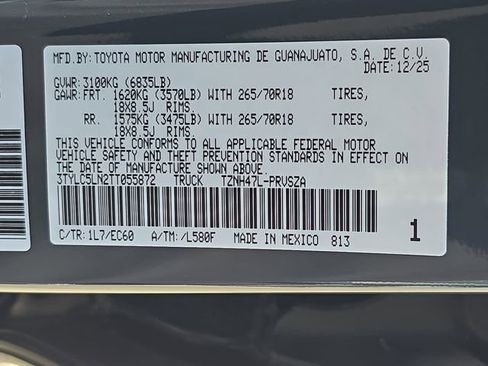 MFD.BY:TOYOTA MOTOR MANUFACTURING DE GUANAJUATO, S.A. DE C.V.
DATE:12/25
GVWR:3100KG (6835LB)
GAWR:FRT. 1620KG (3570LB) WITH 265/70R18 TIRES,
18X8.5J RIMS.
RR. 1575KG (3475LB) WITH 265/70R18 TIRES,
18X8.5J RIMS.
THIS VEHICLE CONFORMS TO ALL APPLICABLE FEDERAL MOTOR
VEHICLE SAFETY AND THEFT PREVENTION STANDARDS IN EFFECT ON
THE DATE OF MANUFACTURE SHOWN ABOVE.
3TYLC5LN2TT055872 TRUCK TZNH47L-PRVSZA
C/TR:1L7/EC60 A/TM:/L580F MADE IN MEXICO 813
1